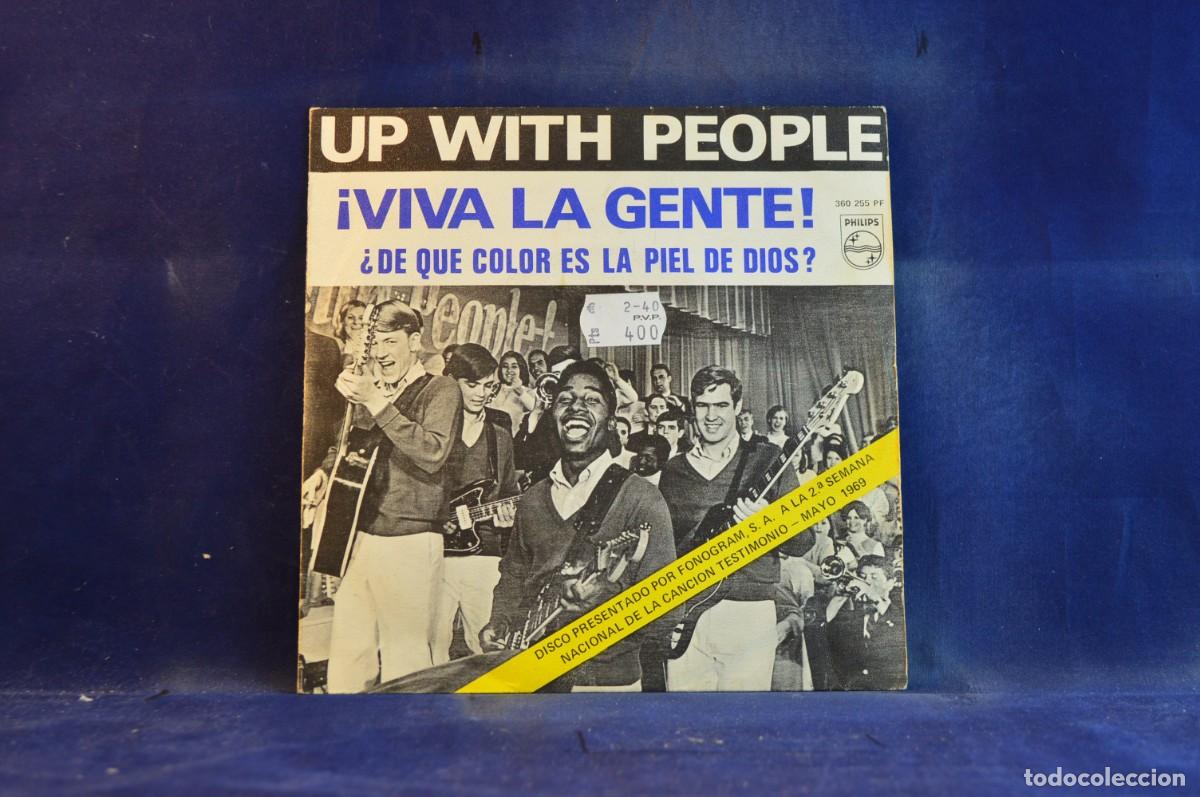 UP WITH PEOPLE
¡VIVA LA GENTE!
360 255 PF
PHILIPS
¿DE QUE COLOR ES LA PIEL DE DIOS?
People!
€ 2-40
P.V.P.
Pts 400
DISCO PRESENTADO POR FONOGRAM, S. A. A LA 2.ª SEMANA
NACIONAL DE LA CANCION TESTIMONIO — MAYO 1969
todocoleccion